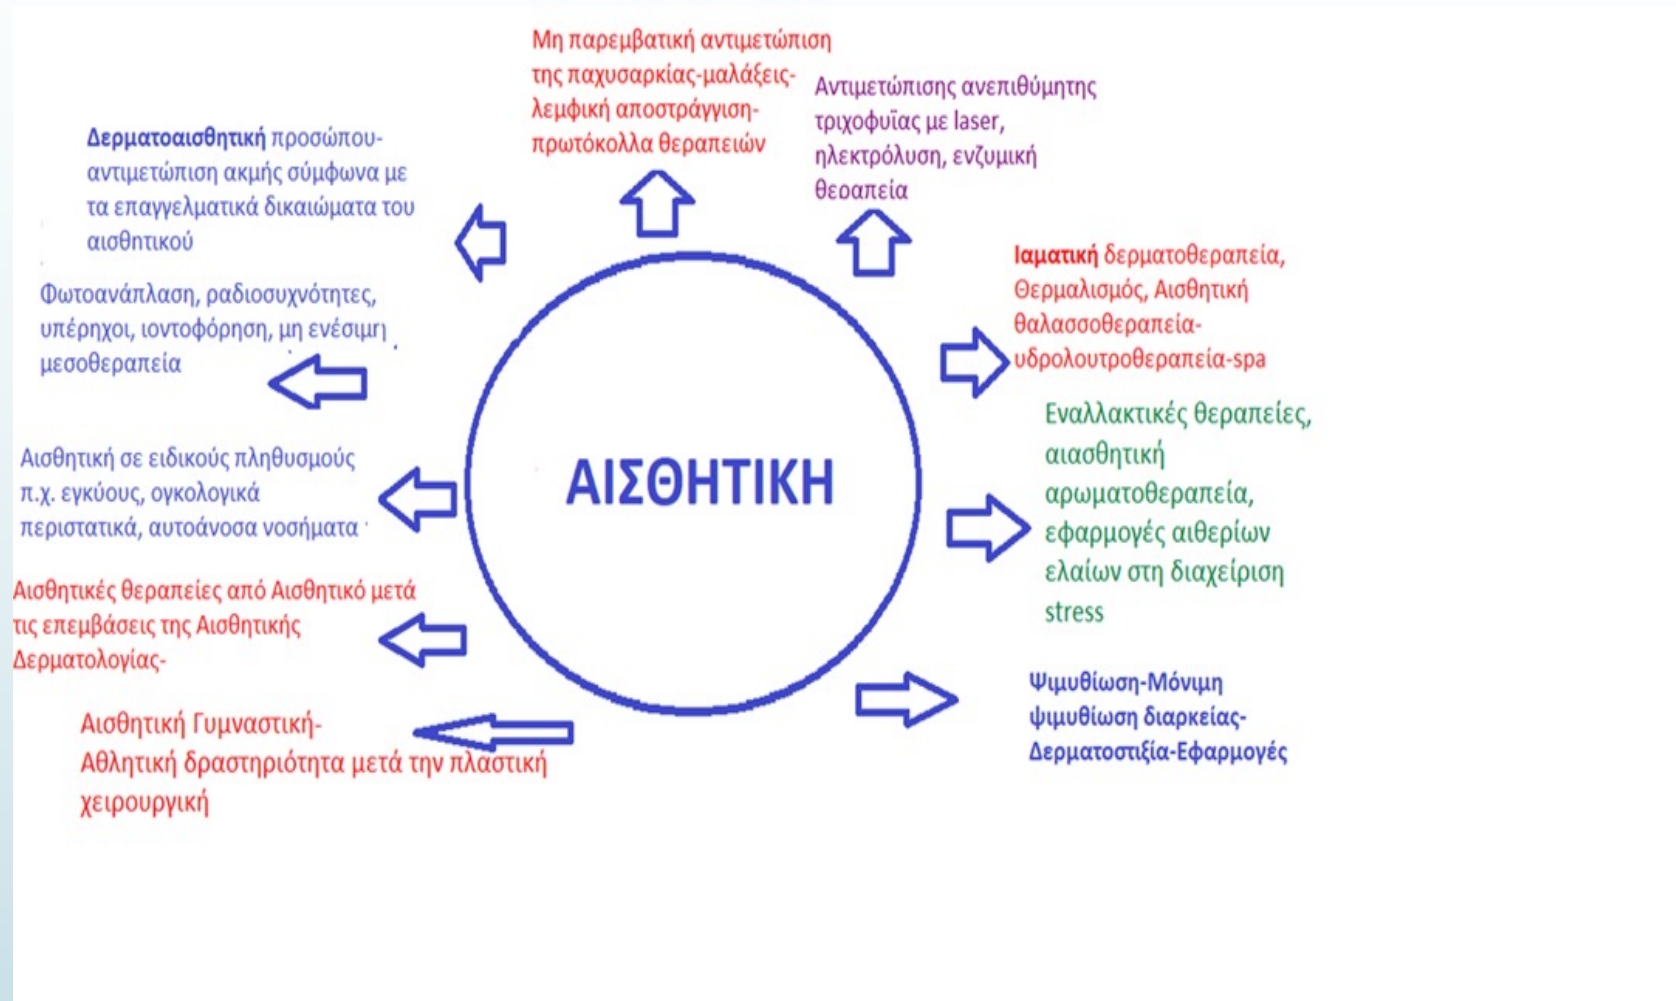 Μη παρεμβατική αντιμετώπιση
της παχυσαρκίας-μαλάξεις-
λεμφική αποστράγγιση-
πρωτόκολλα θεραπειών
Αντιμετώπισης ανεπιθύμητης
τριχοφυΐας με laser,
ηλεκτρόλυση, ενζυμική
θεραπεία
Δερματοαισθητική προσώπου-
αντιμετώπιση ακμής σύμφωνα με
τα επαγγελματικά δικαιώματα του
αισθητικού
Φωτοανάπλαση, ραδιοσυχνότητες,
υπέρηχοι, ιοντοφόρηση, μη ενέσιμη
μεσοθεραπεία
Αισθητική σε ειδικούς πληθυσμούς
π.χ. εγκύους, ογκολογικά
περιστατικά, αυτοάνοσα νοσήματα
Αισθητικές θεραπείες από Αισθητικό μετά
τις επεμβάσεις της Αισθητικής
Δερματολογίας-
Αισθητική Γυμναστική-
Αθλητική δραστηριότητα μετά την πλαστική
χειρουργική
ΑΙΣΘΗΤΙΚΗ
Ιαματική δερματοθεραπεία,
Θερμαλισμός, Αισθητική
θαλασσοθεραπεία-
υδρολουτροθεραπεία-spa
Εναλλακτικές θεραπείες,
αιασθητική
αρωματοθεραπεία,
εφαρμογές αιθερίων
ελαίων στη διαχείριση
stress
Ψιμυθίωση-Μόνιμη
ψιμυθίωση διαρκείας-
Δερματοστιξία-Εφαρμογές